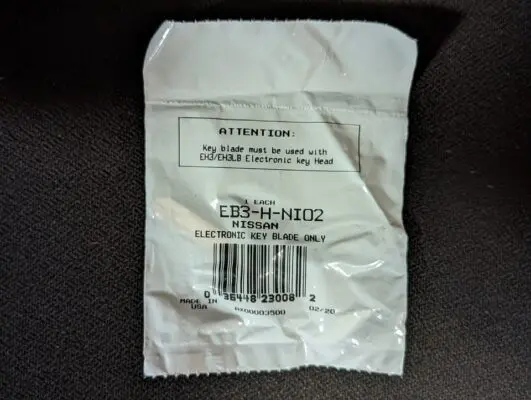 ATTENTION:
Key blade must be used with
EH3/EH3LB Electronic key Head
1 EACH
EB3-H-NI02
NISSAN
ELECTRONIC KEY BLADE ONLY
0 36448 23008 2
MADE IN
USA
AX00003500
02/20